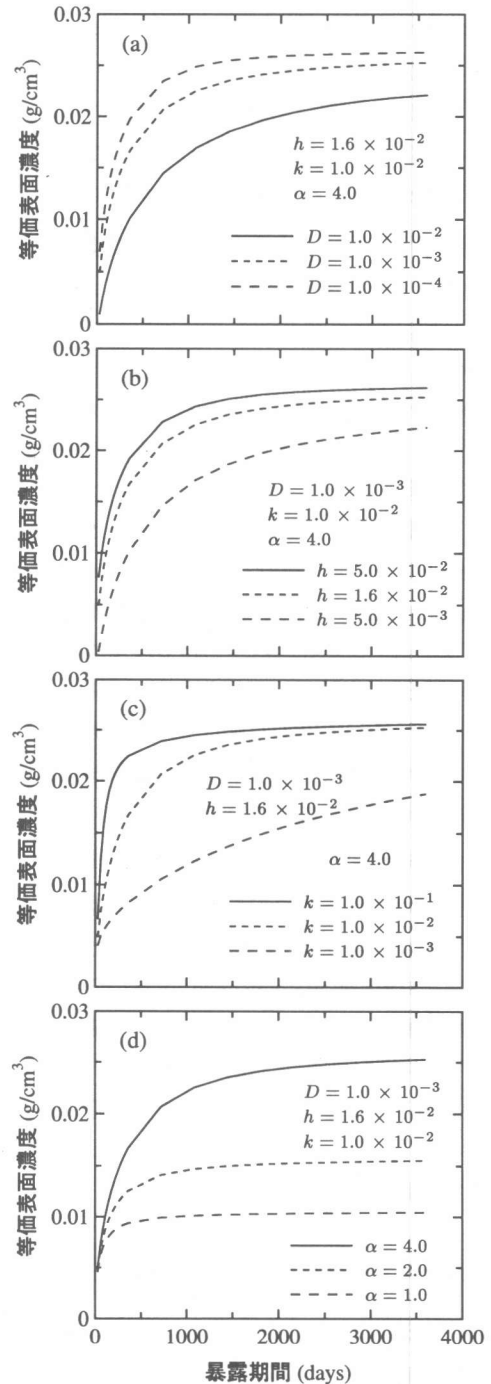 0.03
(a)
0.02
0.01
0
等価表面濃度 (g/cm³)
h = 1.6 × 10⁻²
k = 1.0 × 10⁻²
α = 4.0
D = 1.0 × 10⁻²
D = 1.0 × 10⁻³
D = 1.0 × 10⁻⁴
0.03
(b)
0.02
0.01
0
等価表面濃度 (g/cm³)
D = 1.0 × 10⁻³
k = 1.0 × 10⁻²
α = 4.0
h = 5.0 × 10⁻²
h = 1.6 × 10⁻²
h = 5.0 × 10⁻³
0.03
(c)
0.02
0.01
0
等価表面濃度 (g/cm³)
D = 1.0 × 10⁻³
h = 1.6 × 10⁻²
α = 4.0
k = 1.0 × 10⁻¹
k = 1.0 × 10⁻²
k = 1.0 × 10⁻³
0.03
(d)
0.02
0.01
0
等価表面濃度 (g/cm³)
D = 1.0 × 10⁻³
h = 1.6 × 10⁻²
k = 1.0 × 10⁻²
α = 4.0
α = 2.0
α = 1.0
0 1000 2000 3000 4000
暴露期間 (days)